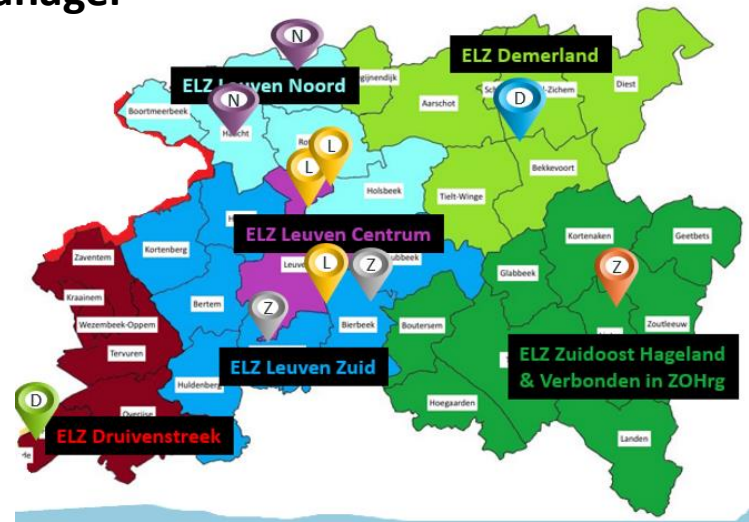 N
ELZ Demerland
ELZ Leuven Noord
Diest
Aarschot
D
N
Boortmeerbeek
L
L
Bekkevoort
Holsbeek
Tielt-Winge
Kortenaken
Geetbets
ELZ Leuven Centrum
Zaventem
Kortenberg
L
Z
Glabbeek
Z
Kraainem
Bertem
Z
Bierbeek
Boutersem
Zoutleeuw
Wezembeek-Oppem
Tervuren
ELZ Leuven Zuid
ELZ Zuidoost Hageland
& Verbonden in ZOHrg
Huldenberg
D
Hoegaarden
ELZ Druivenstreek
Landen